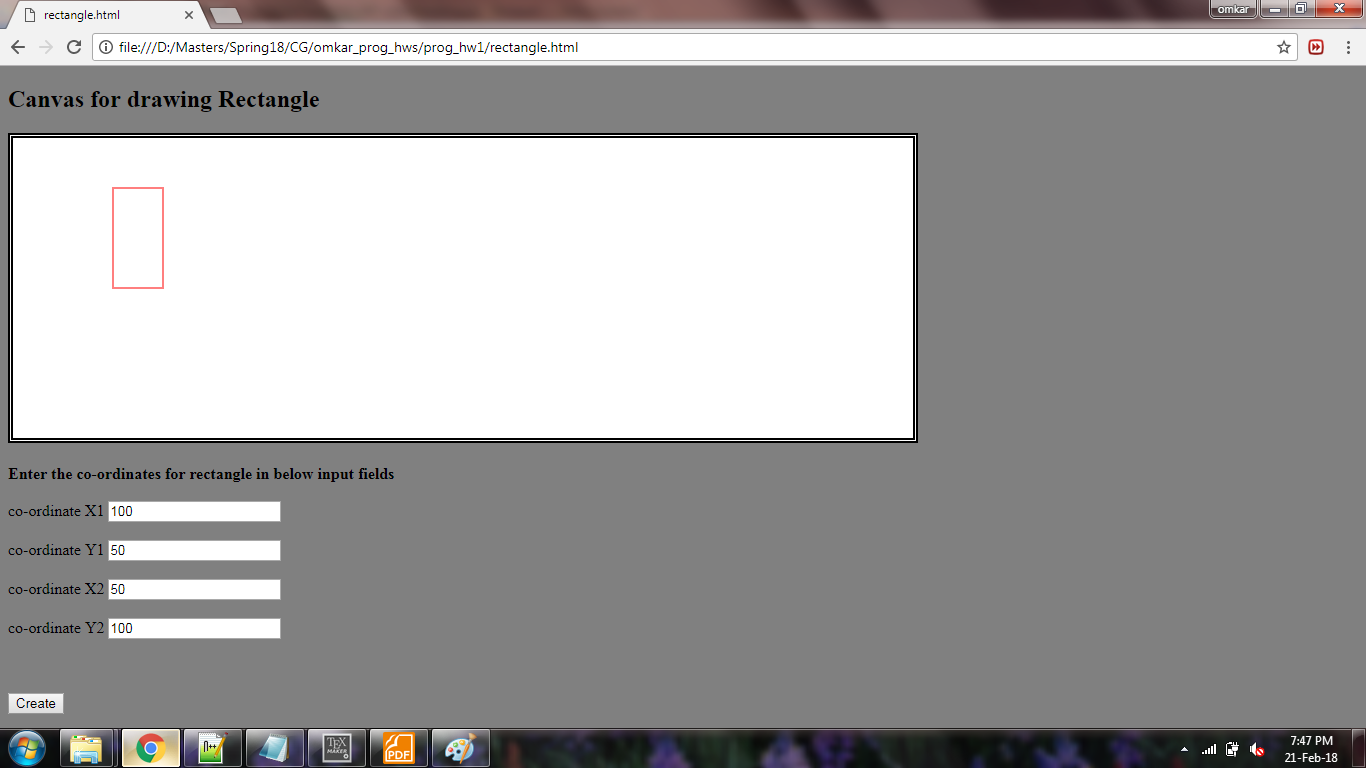 rectangle.html
omkar
file:///D:/Masters/Spring18/CG/omkar_prog_hws/prog_hw1/rectangle.html
Canvas for drawing Rectangle
Enter the co-ordinates for rectangle in below input fields
co-ordinate X1 100
co-ordinate Y1 50
co-ordinate X2 50
co-ordinate Y2 100
Create
TEX
MAKER
PDF
7:47 PM
21-Feb-18